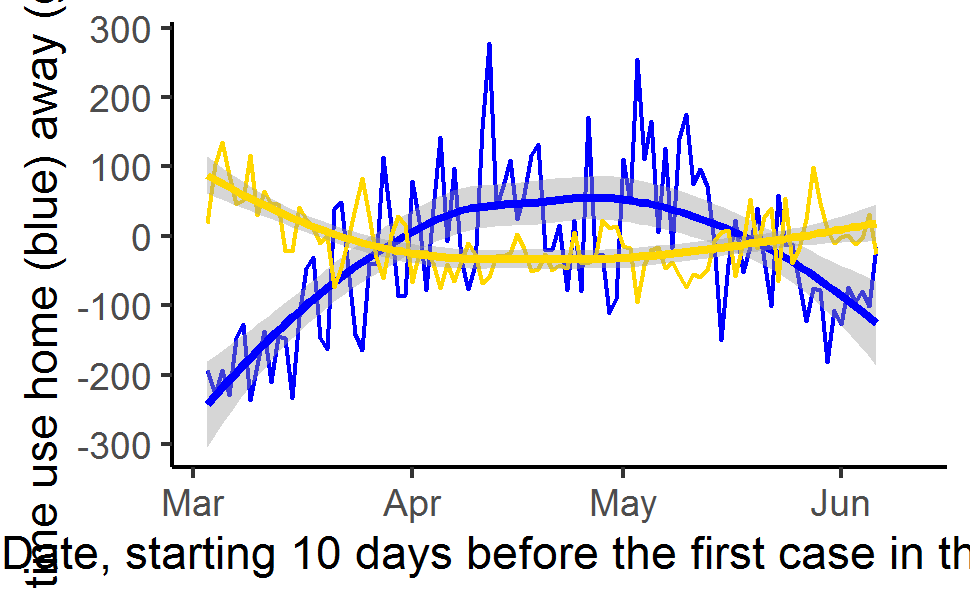 time use home (blue) away (
300
200
100
0
-100
-200
-300
Mar Apr May Jun
Date, starting 10 days before the first case in th